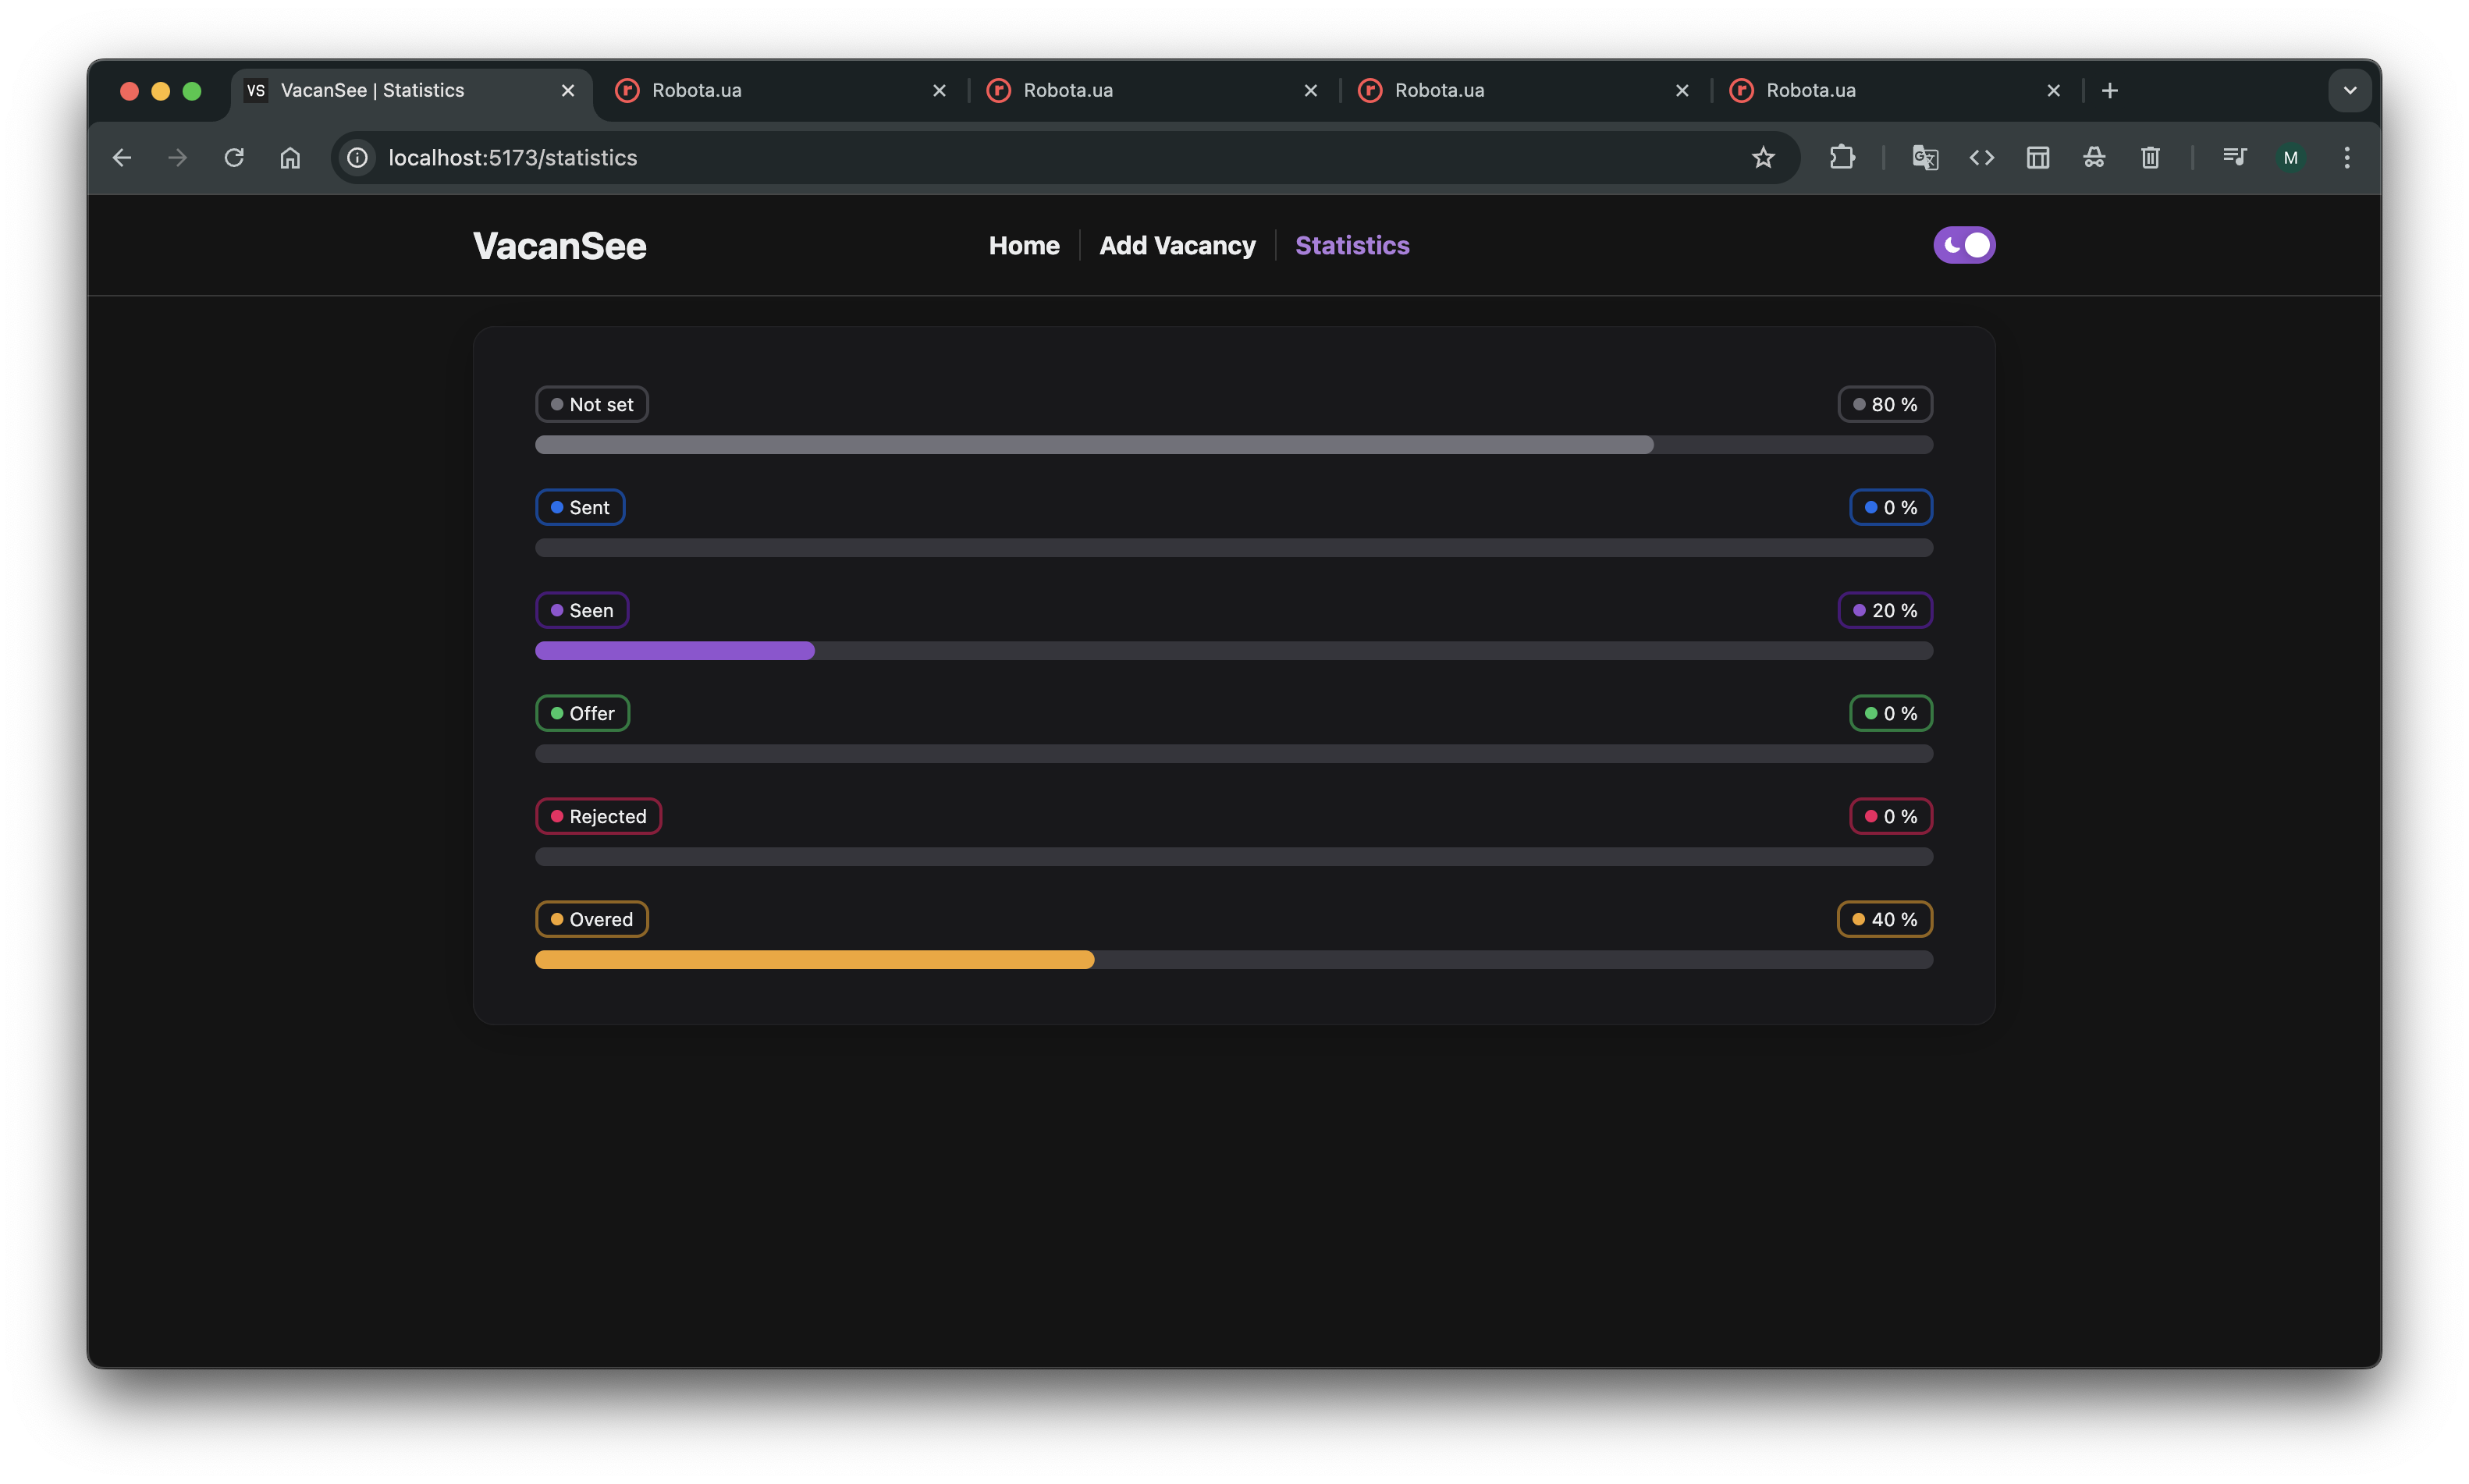 VS VacanSee | Statistics Robota.ua Robota.ua Robota.ua Robota.ua
localhost:5173/statistics M
VacanSee Home Add Vacancy Statistics
Not set 80 %
Sent 0 %
Seen 20 %
Offer 0 %
Rejected 0 %
Overed 40 %